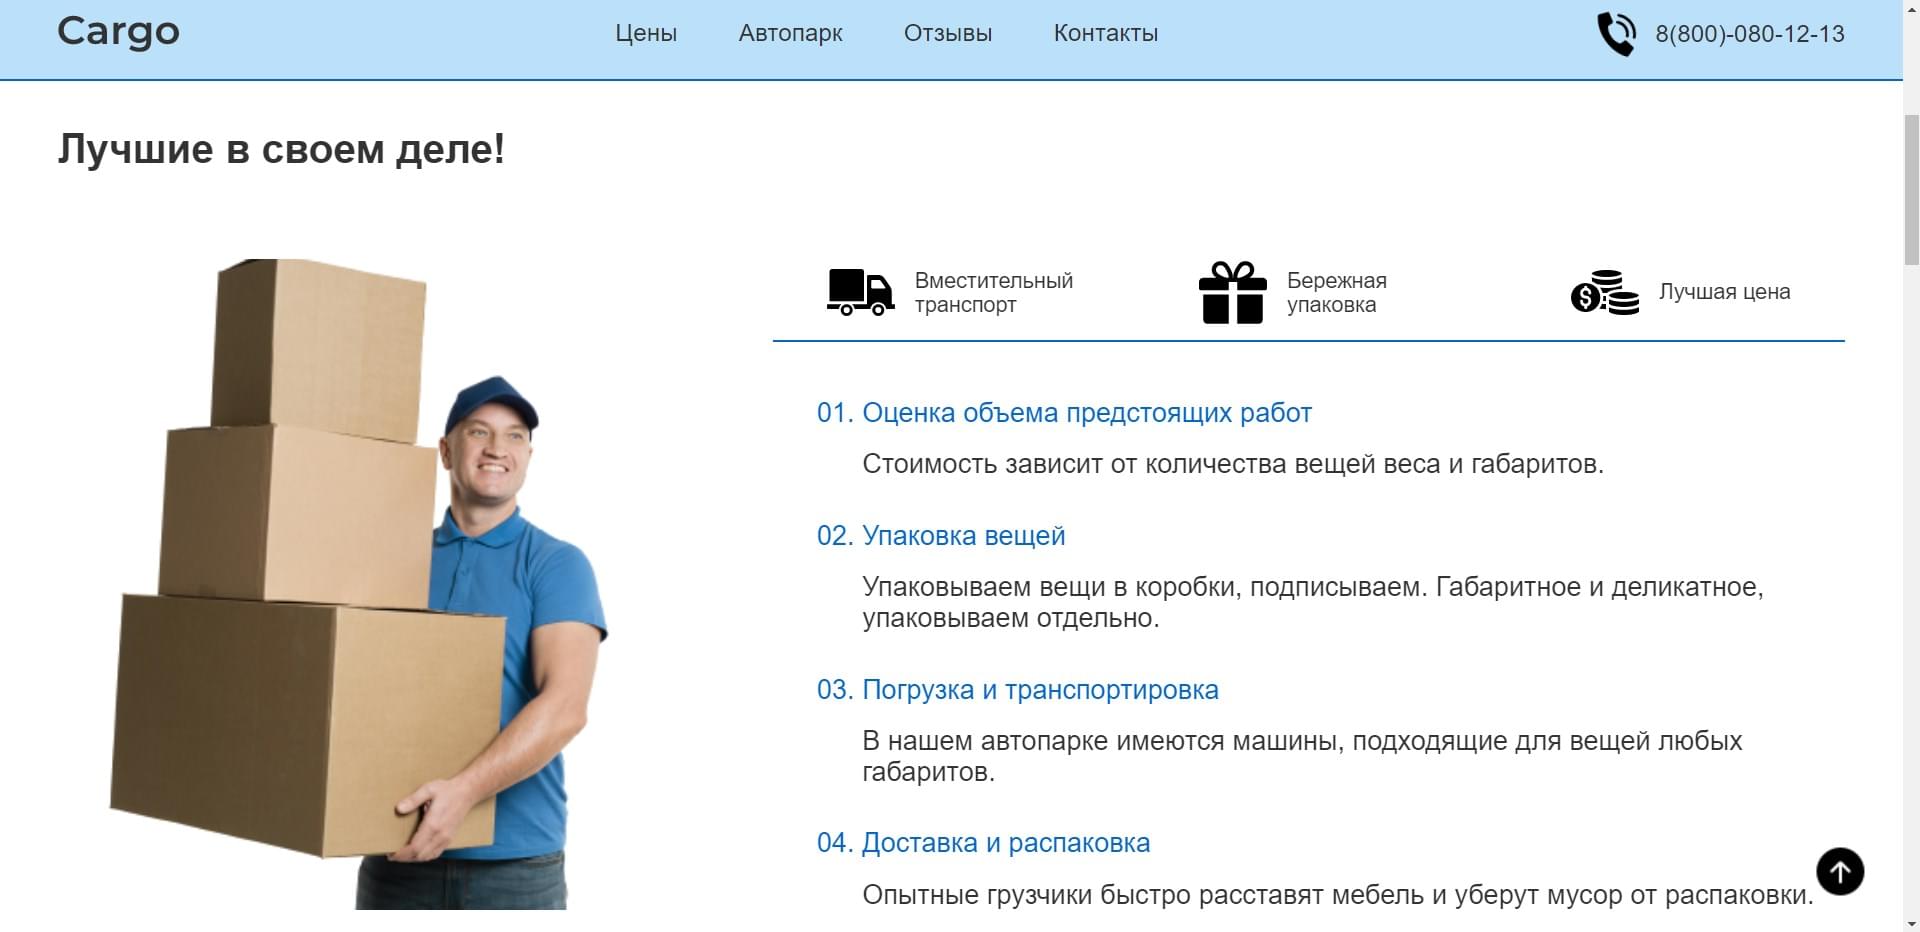 Cargo
Цены
Автопарк
Отзывы
Контакты
8(800)-080-12-13
Лучшие в своем деле!
Вместительный
транспорт
Бережная
упаковка
Лучшая цена
01. Оценка объема предстоящих работ
Стоимость зависит от количества вещей веса и габаритов.
02. Упаковка вещей
Упаковываем вещи в коробки, подписываем. Габаритное и деликатное,
упаковываем отдельно.
03. Погрузка и транспортировка
В нашем автопарке имеются машины, подходящие для вещей любых
габаритов.
04. Доставка и распаковка
Опытные грузчики быстро расставят мебель и уберут мусор от распаковки.